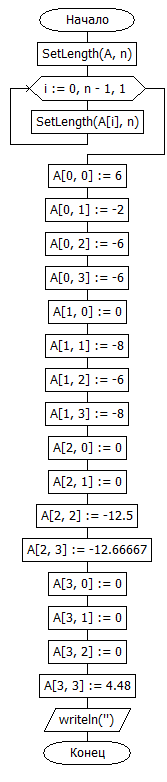 Начало
SetLength(A, n)
i := 0, n - 1, 1
SetLength(A[i], n)
A[0, 0] := 6
A[0, 1] := -2
A[0, 2] := -6
A[0, 3] := -6
A[1, 0] := 0
A[1, 1] := -8
A[1, 2] := -6
A[1, 3] := -8
A[2, 0] := 0
A[2, 1] := 0
A[2, 2] := -12.5
A[2, 3] := -12.66667
A[3, 0] := 0
A[3, 1] := 0
A[3, 2] := 0
A[3, 3] := 4.48
writeln('')
Конец